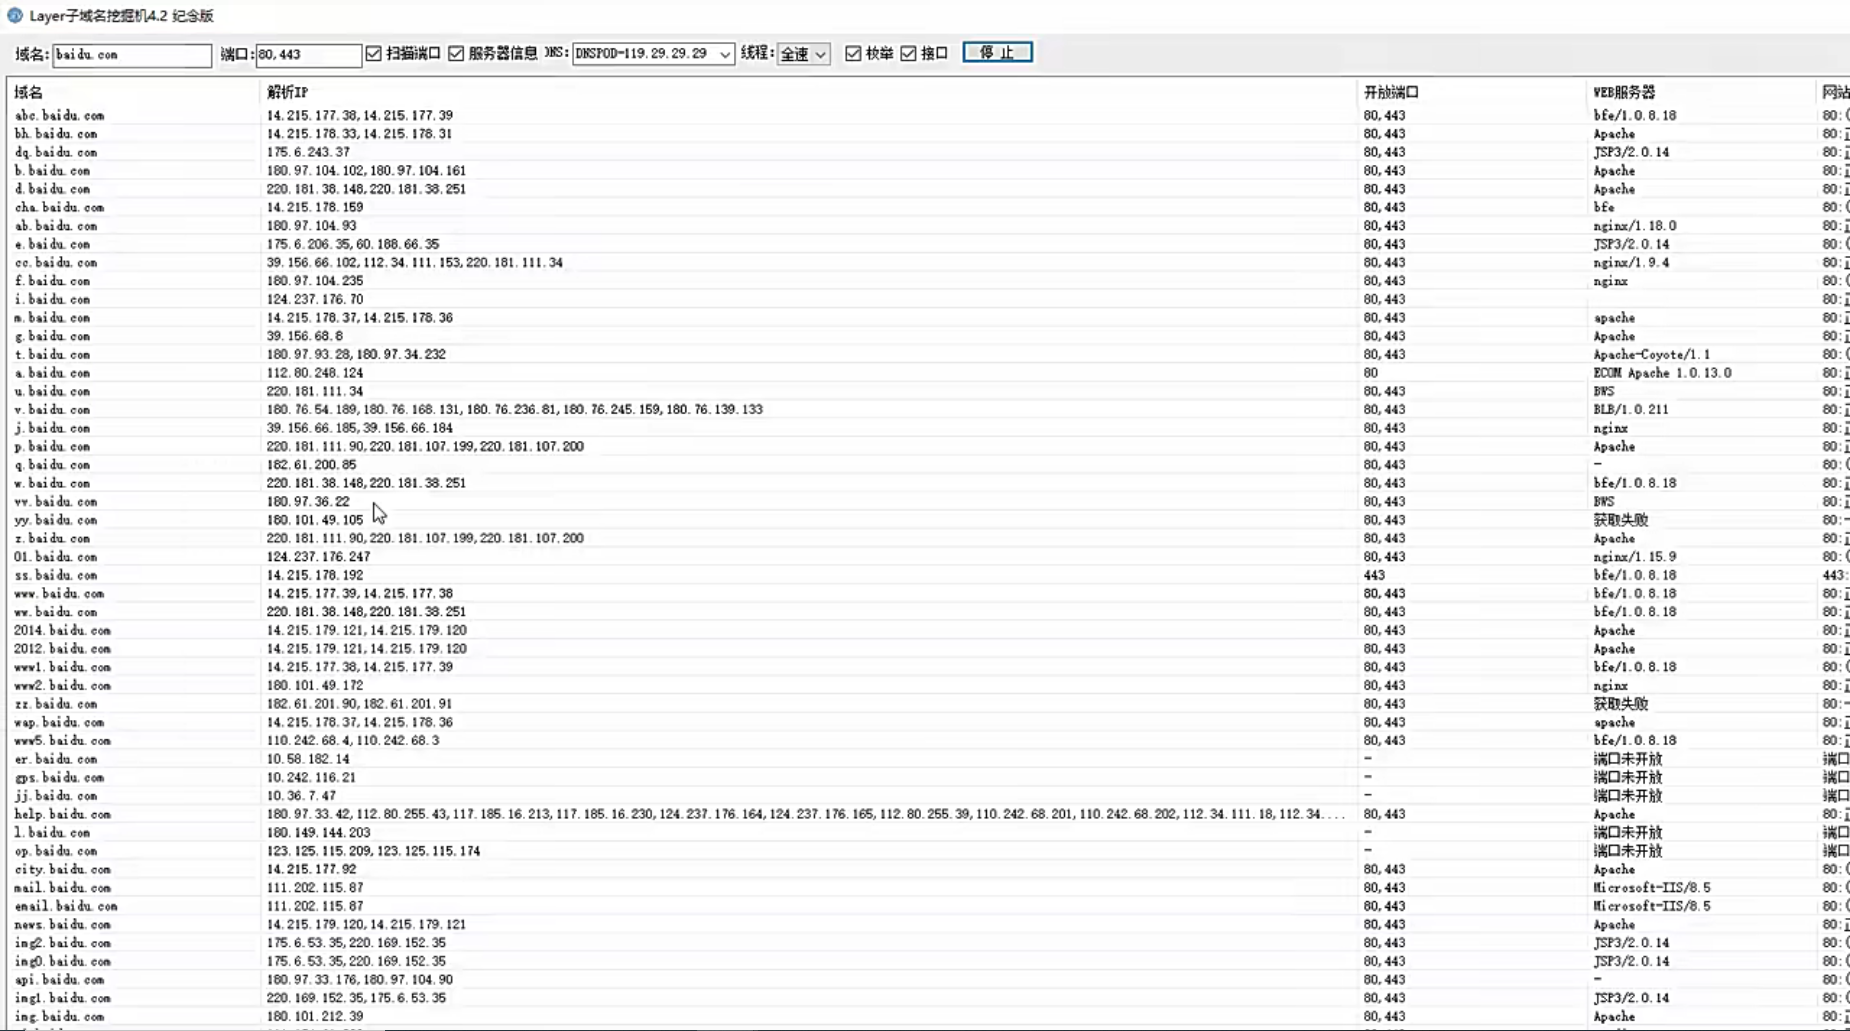 Layer子域名挖掘机4.2 纪念版
域名: baidu.com 端口: 80,443 扫描端口 服务器信息 DNS: DNSPOD-119.29.29.29 线程: 全速 枚举 接口 停 止
域名 解析IP 开放端口 WEB服务器 网站
abc.baidu.com 14.215.177.38,14.215.177.39 80,443 bfe/1.0.8.18 80:
bh.baidu.com 14.215.178.33,14.215.178.31 80,443 Apache 80:
dq.baidu.com 175.6.243.37 80,443 JSP3/2.0.14 80:
b.baidu.com 180.97.104.102,180.97.104.161 80,443 Apache 80:
d.baidu.com 220.181.38.148,220.181.38.251 80,443 Apache 80:
cha.baidu.com 14.215.178.159 80,443 bfe 80:
ab.baidu.com 180.97.104.93 80,443 nginx/1.18.0 80:
e.baidu.com 175.6.206.35,60.188.66.35 80,443 JSP3/2.0.14 80:
cc.baidu.com 39.156.66.102,112.34.111.153,220.181.111.34 80,443 nginx/1.9.4 80:
f.baidu.com 180.97.104.235 80,443 nginx 80:
i.baidu.com 124.237.176.70 80,443 80:
m.baidu.com 14.215.178.37,14.215.178.36 80,443 apache 80:
g.baidu.com 39.156.68.8 80,443 Apache 80:
t.baidu.com 180.97.93.28,180.97.34.232 80,443 Apache-Coyote/1.1 80:
a.baidu.com 112.80.248.124 80 ECOM Apache 1.0.13.0 80:
u.baidu.com 220.181.111.34 80,443 BWS 80:
v.baidu.com 180.76.54.189,180.76.168.131,180.76.236.81,180.76.245.159,180.76.139.133 80,443 BLB/1.0.211 80:
j.baidu.com 39.156.66.185,39.156.66.184 80,443 nginx 80:
p.baidu.com 220.181.111.90,220.181.107.199,220.181.107.200 80,443 Apache 80:
q.baidu.com 182.61.200.85 80,443 - 80:
w.baidu.com 220.181.38.148,220.181.38.251 80,443 bfe/1.0.8.18 80:
vv.baidu.com 180.97.36.22 80,443 BWS 80:
yy.baidu.com 180.101.49.105 80,443 获取失败 80:-
z.baidu.com 220.181.111.90,220.181.107.199,220.181.107.200 80,443 Apache 80:
01.baidu.com 124.237.176.247 80,443 nginx/1.15.9 80:
ss.baidu.com 14.215.178.192 443 bfe/1.0.8.18 443:
www.baidu.com 14.215.177.39,14.215.177.38 80,443 bfe/1.0.8.18 80:
ww.baidu.com 220.181.38.148,220.181.38.251 80,443 bfe/1.0.8.18 80:
2014.baidu.com 14.215.179.121,14.215.179.120 80,443 Apache 80:
2012.baidu.com 14.215.179.121,14.215.179.120 80,443 Apache 80:
www1.baidu.com 14.215.177.38,14.215.177.39 80,443 bfe/1.0.8.18 80:
www2.baidu.com 180.101.49.172 80,443 nginx 80:
zz.baidu.com 182.61.201.90,182.61.201.91 80,443 获取失败 80:-
wap.baidu.com 14.215.178.37,14.215.178.36 80,443 apache 80:
www5.baidu.com 110.242.68.4,110.242.68.3 80,443 bfe/1.0.8.18 80:
er.baidu.com 10.58.182.14 - 端口未开放 端口
gps.baidu.com 10.242.116.21 - 端口未开放 端口
jj.baidu.com 10.36.7.47 - 端口未开放 端口
help.baidu.com 180.97.33.42,112.80.255.43,117.185.16.213,117.185.16.230,124.237.176.164,124.237.176.165,112.80.255.39,110.242.68.201,110.242.68.202,112.34.111.18,112.34.... 80,443 Apache 80:
l.baidu.com 180.149.144.203 - 端口未开放 端口
op.baidu.com 123.125.115.209,123.125.115.174 - 端口未开放 端口
city.baidu.com 14.215.177.92 80,443 Apache 80:
mail.baidu.com 111.202.115.87 80,443 Microsoft-IIS/8.5 80:
email.baidu.com 111.202.115.87 80,443 Microsoft-IIS/8.5 80:
news.baidu.com 14.215.179.120,14.215.179.121 80,443 Apache 80:
img2.baidu.com 175.6.53.35,220.169.152.35 80,443 JSP3/2.0.14 80:
img0.baidu.com 175.6.53.35,220.169.152.35 80,443 JSP3/2.0.14 80:
api.baidu.com 180.97.33.176,180.97.104.90 80,443 - 80:
img1.baidu.com 220.169.152.35,175.6.53.35 80,443 JSP3/2.0.14 80:
img.baidu.com 180.101.212.39 80,443 Apache 80: